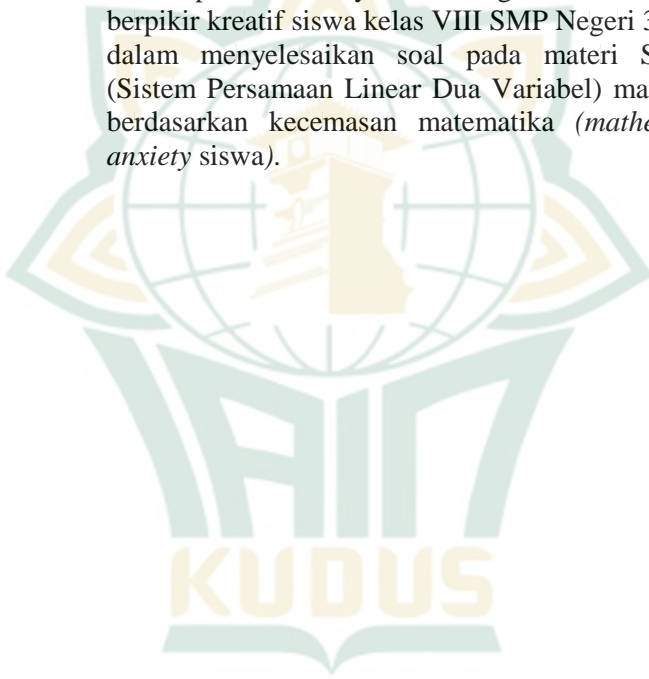 berpikir kreatif siswa kelas VIII SMP Negeri 3
dalam menyelesaikan soal pada materi S
(Sistem Persamaan Linear Dua Variabel) ma
berdasarkan kecemasan matematika (mathe
anxiety siswa).
IAIN
KUDUS